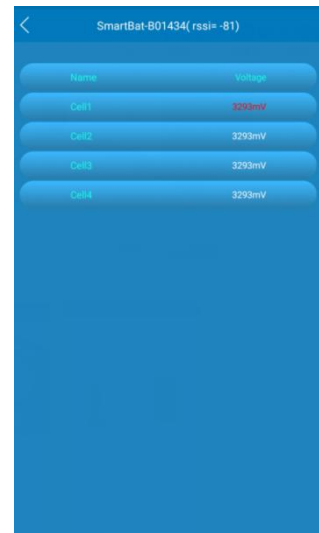 SmartBat-B01434( rssi= -81)
Name Voltage
Cell1 3293mV
Cell2 3293mV
Cell3 3293mV
Cell4 3293mV